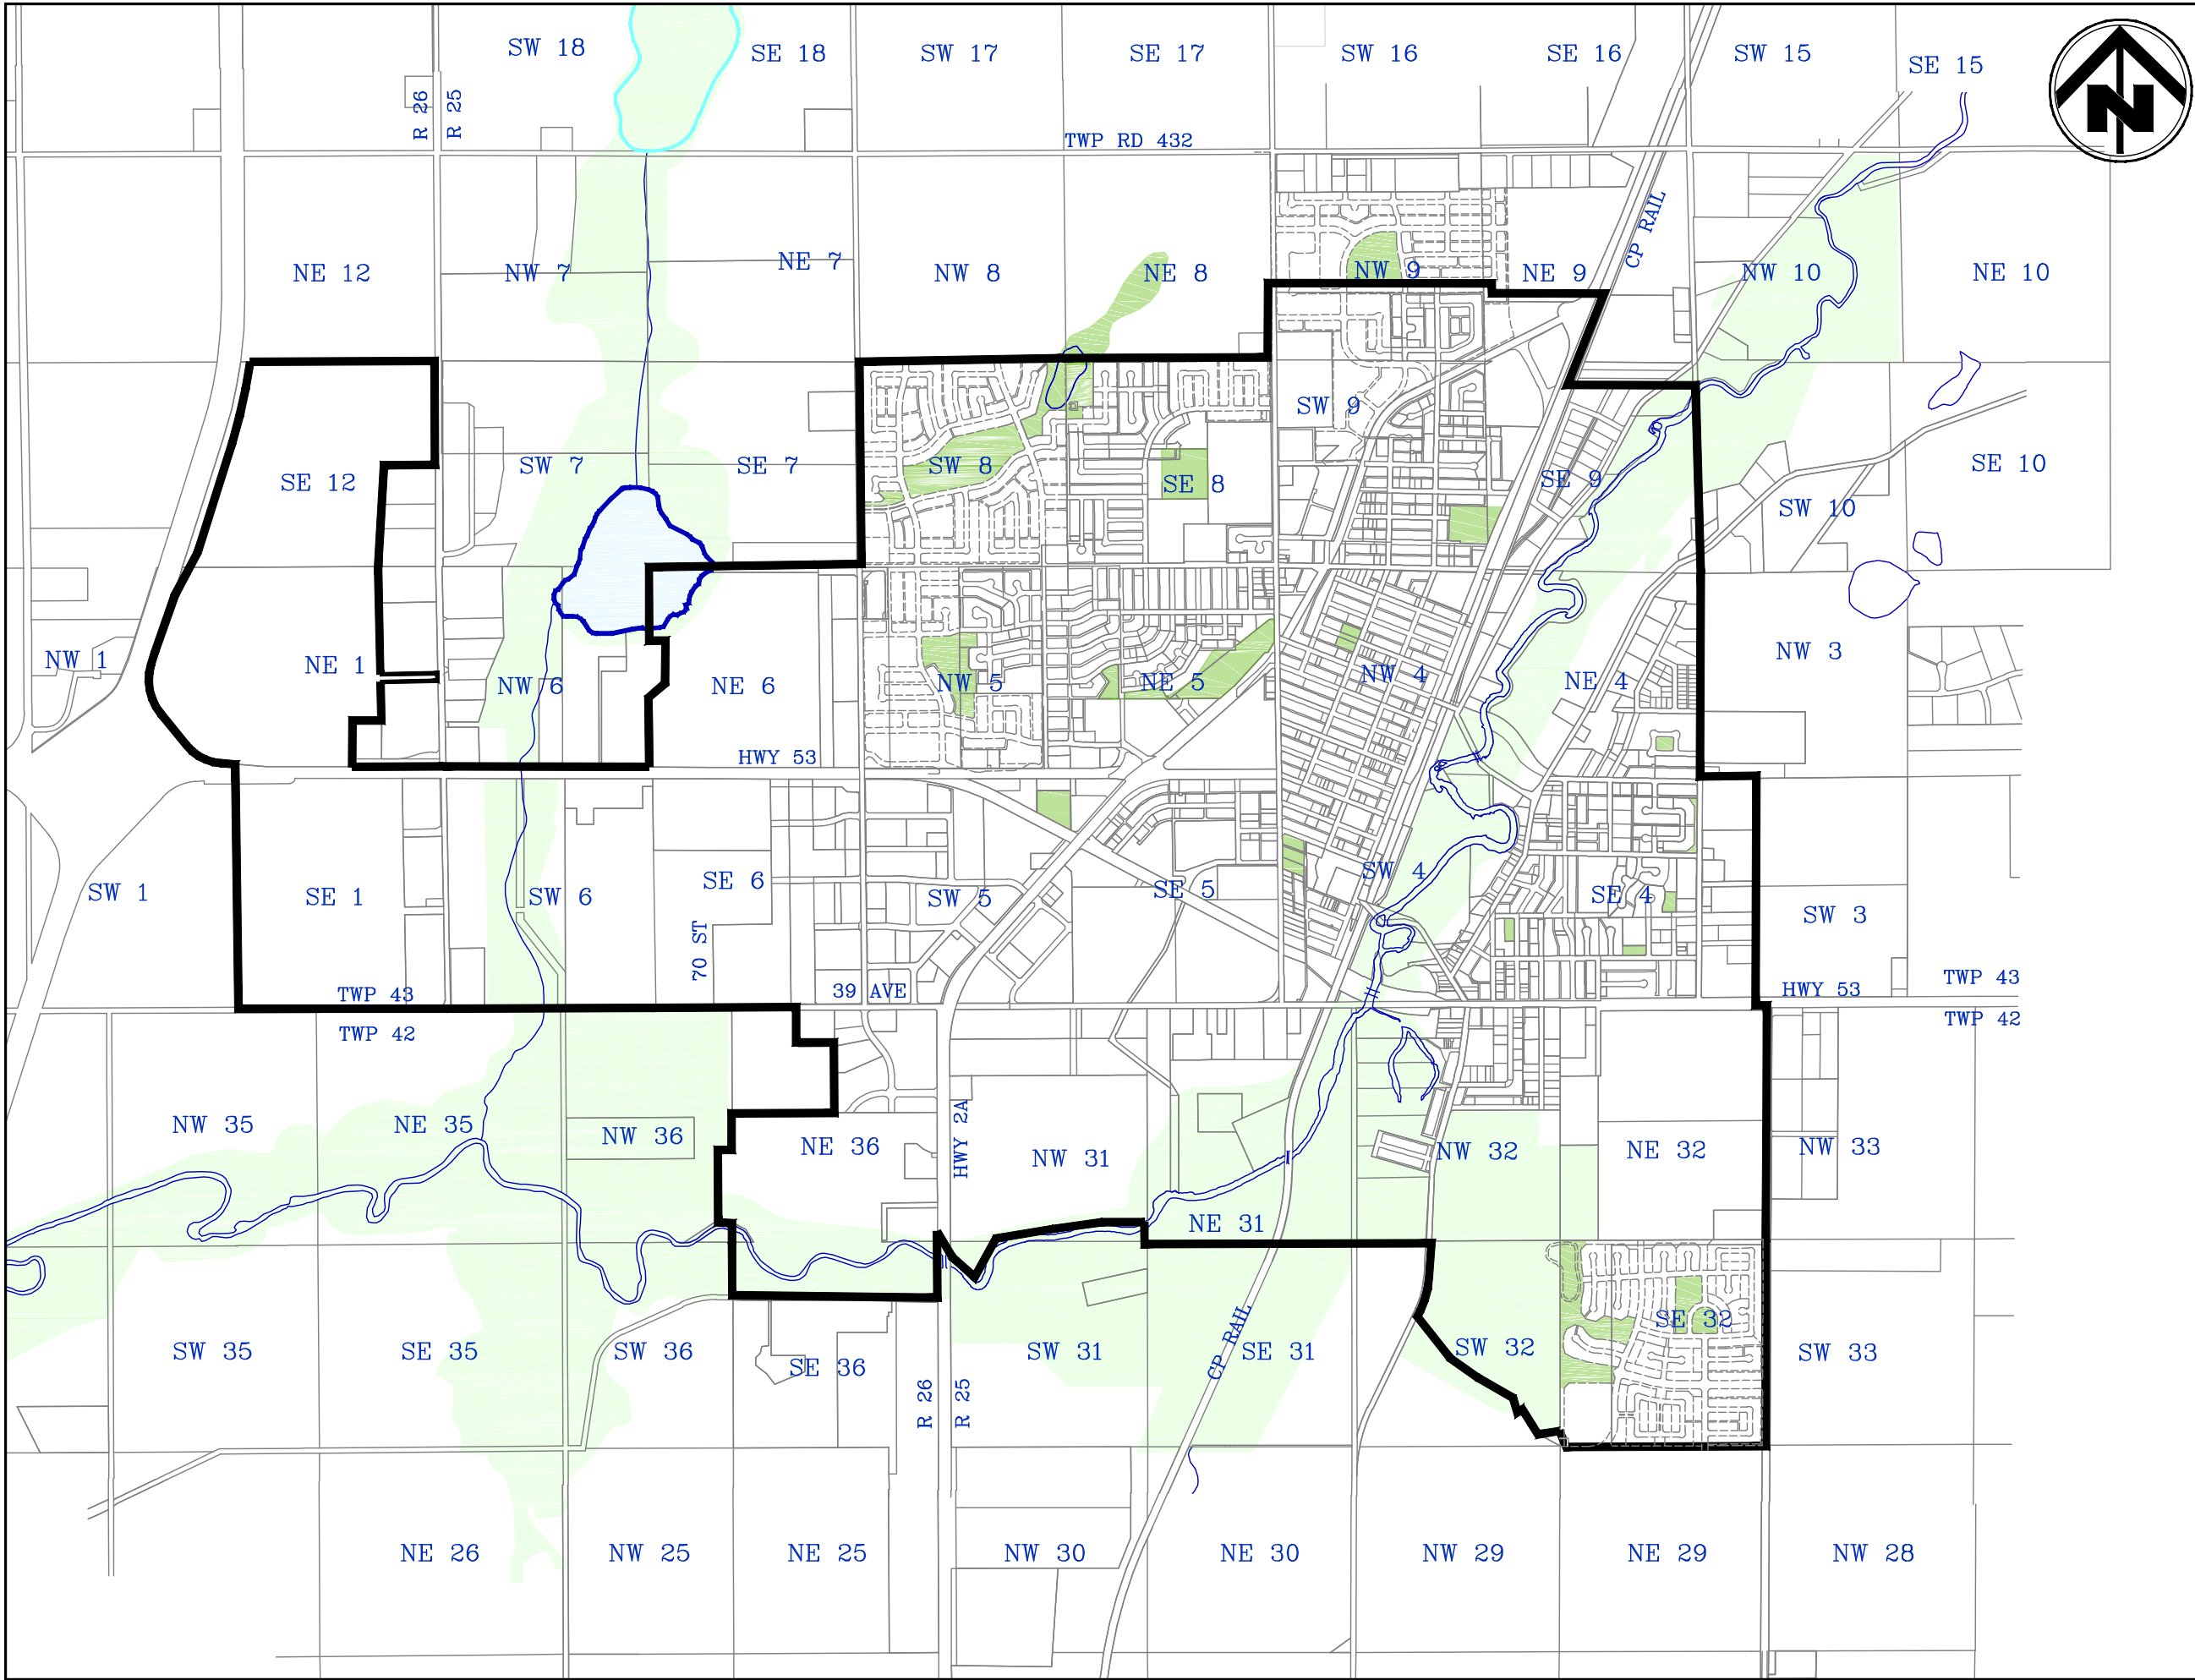 SW 18
SE 18
SW 17
SE 17
SW 16
SE 16
SW 15
SE 15
N
R 26
R 25
TWP RD 432
CP RAIL
NE 12
NW 7
NE 7
NW 8
NE 8
NW 9
NE 9
NW 10
NE 10
SE 12
SW 7
SE 7
SW 8
SE 8
SW 9
SE 9
SW 10
SE 10
NW 1
NE 1
NW 6
NE 6
NW 5
NE 5
NW 4
NE 4
NW 3
HWY 53
SW 1
SE 1
SW 6
SE 6
SW 5
SE 5
SW 4
SE 4
SW 3
70 ST
TWP 43
39 AVE
HWY 53
TWP 43
TWP 42
TWP 42
NW 35
NE 35
NW 36
NE 36
HWY 2A
NW 31
NE 31
NW 32
NE 32
NW 33
SW 35
SE 35
SW 36
SE 36
R 26
R 25
SW 31
CP RAIL
SE 31
SW 32
SE 32
SW 33
NE 26
NW 25
NE 25
NW 30
NE 30
NW 29
NE 29
NW 28